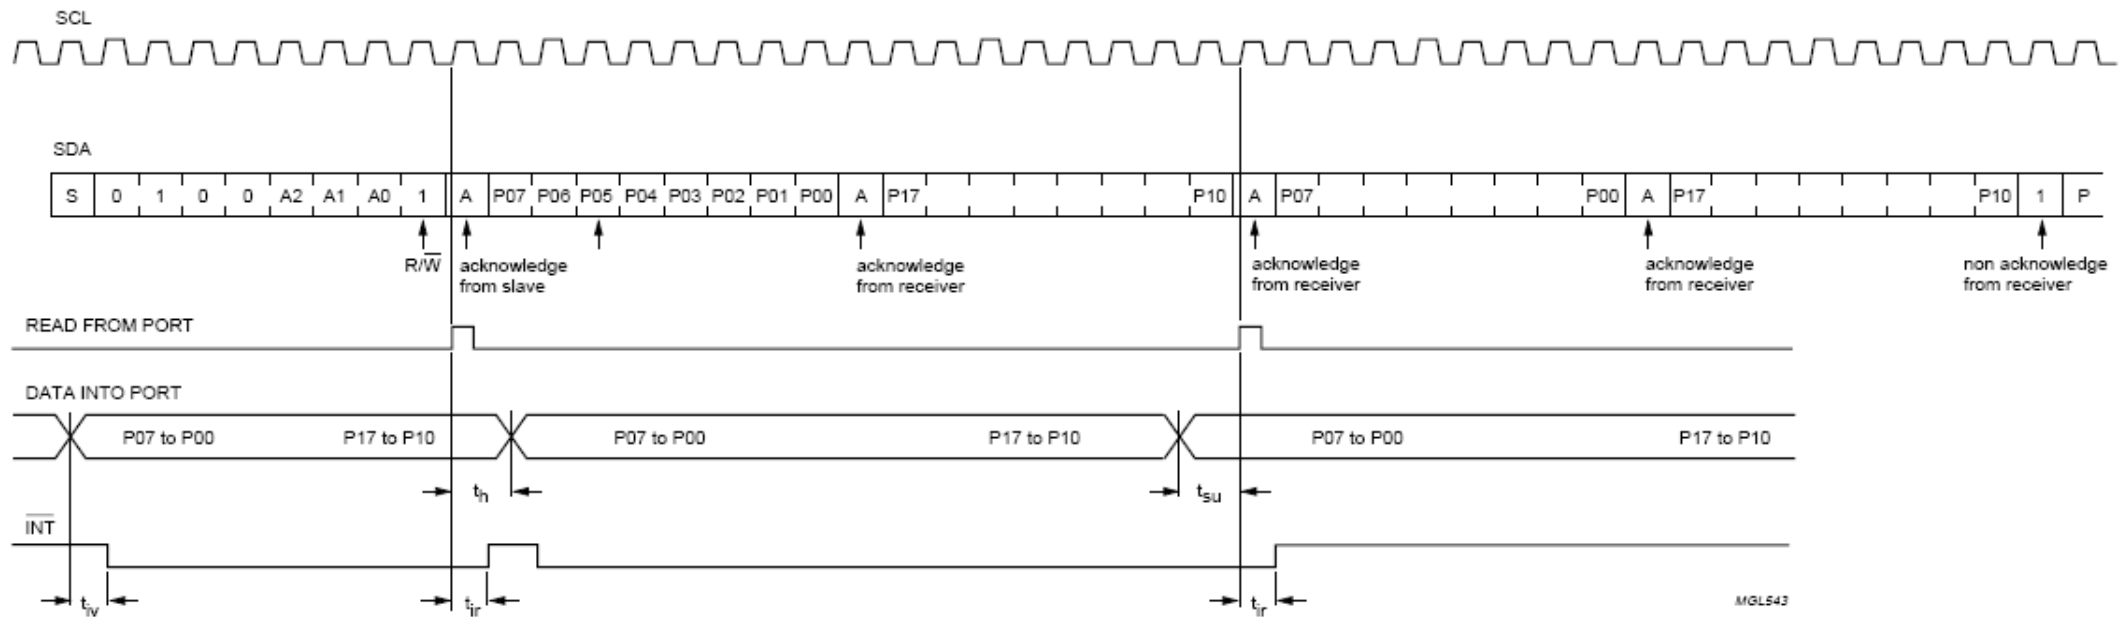 SCL
SDA
S 0 1 0 0 A2 A1 A0 1 A P07 P06 P05 P04 P03 P02 P01 P00 A P17 P10 A P07 P00 A P17 P10 1 P
R/W̅
acknowledge
from slave
acknowledge
from receiver
acknowledge
from receiver
acknowledge
from receiver
non acknowledge
from receiver
READ FROM PORT
DATA INTO PORT
P07 to P00 P17 to P10 P07 to P00 P17 to P10 P07 to P00 P17 to P10
th tsu
I̅N̅T̅
tiv tir tir
MGL543